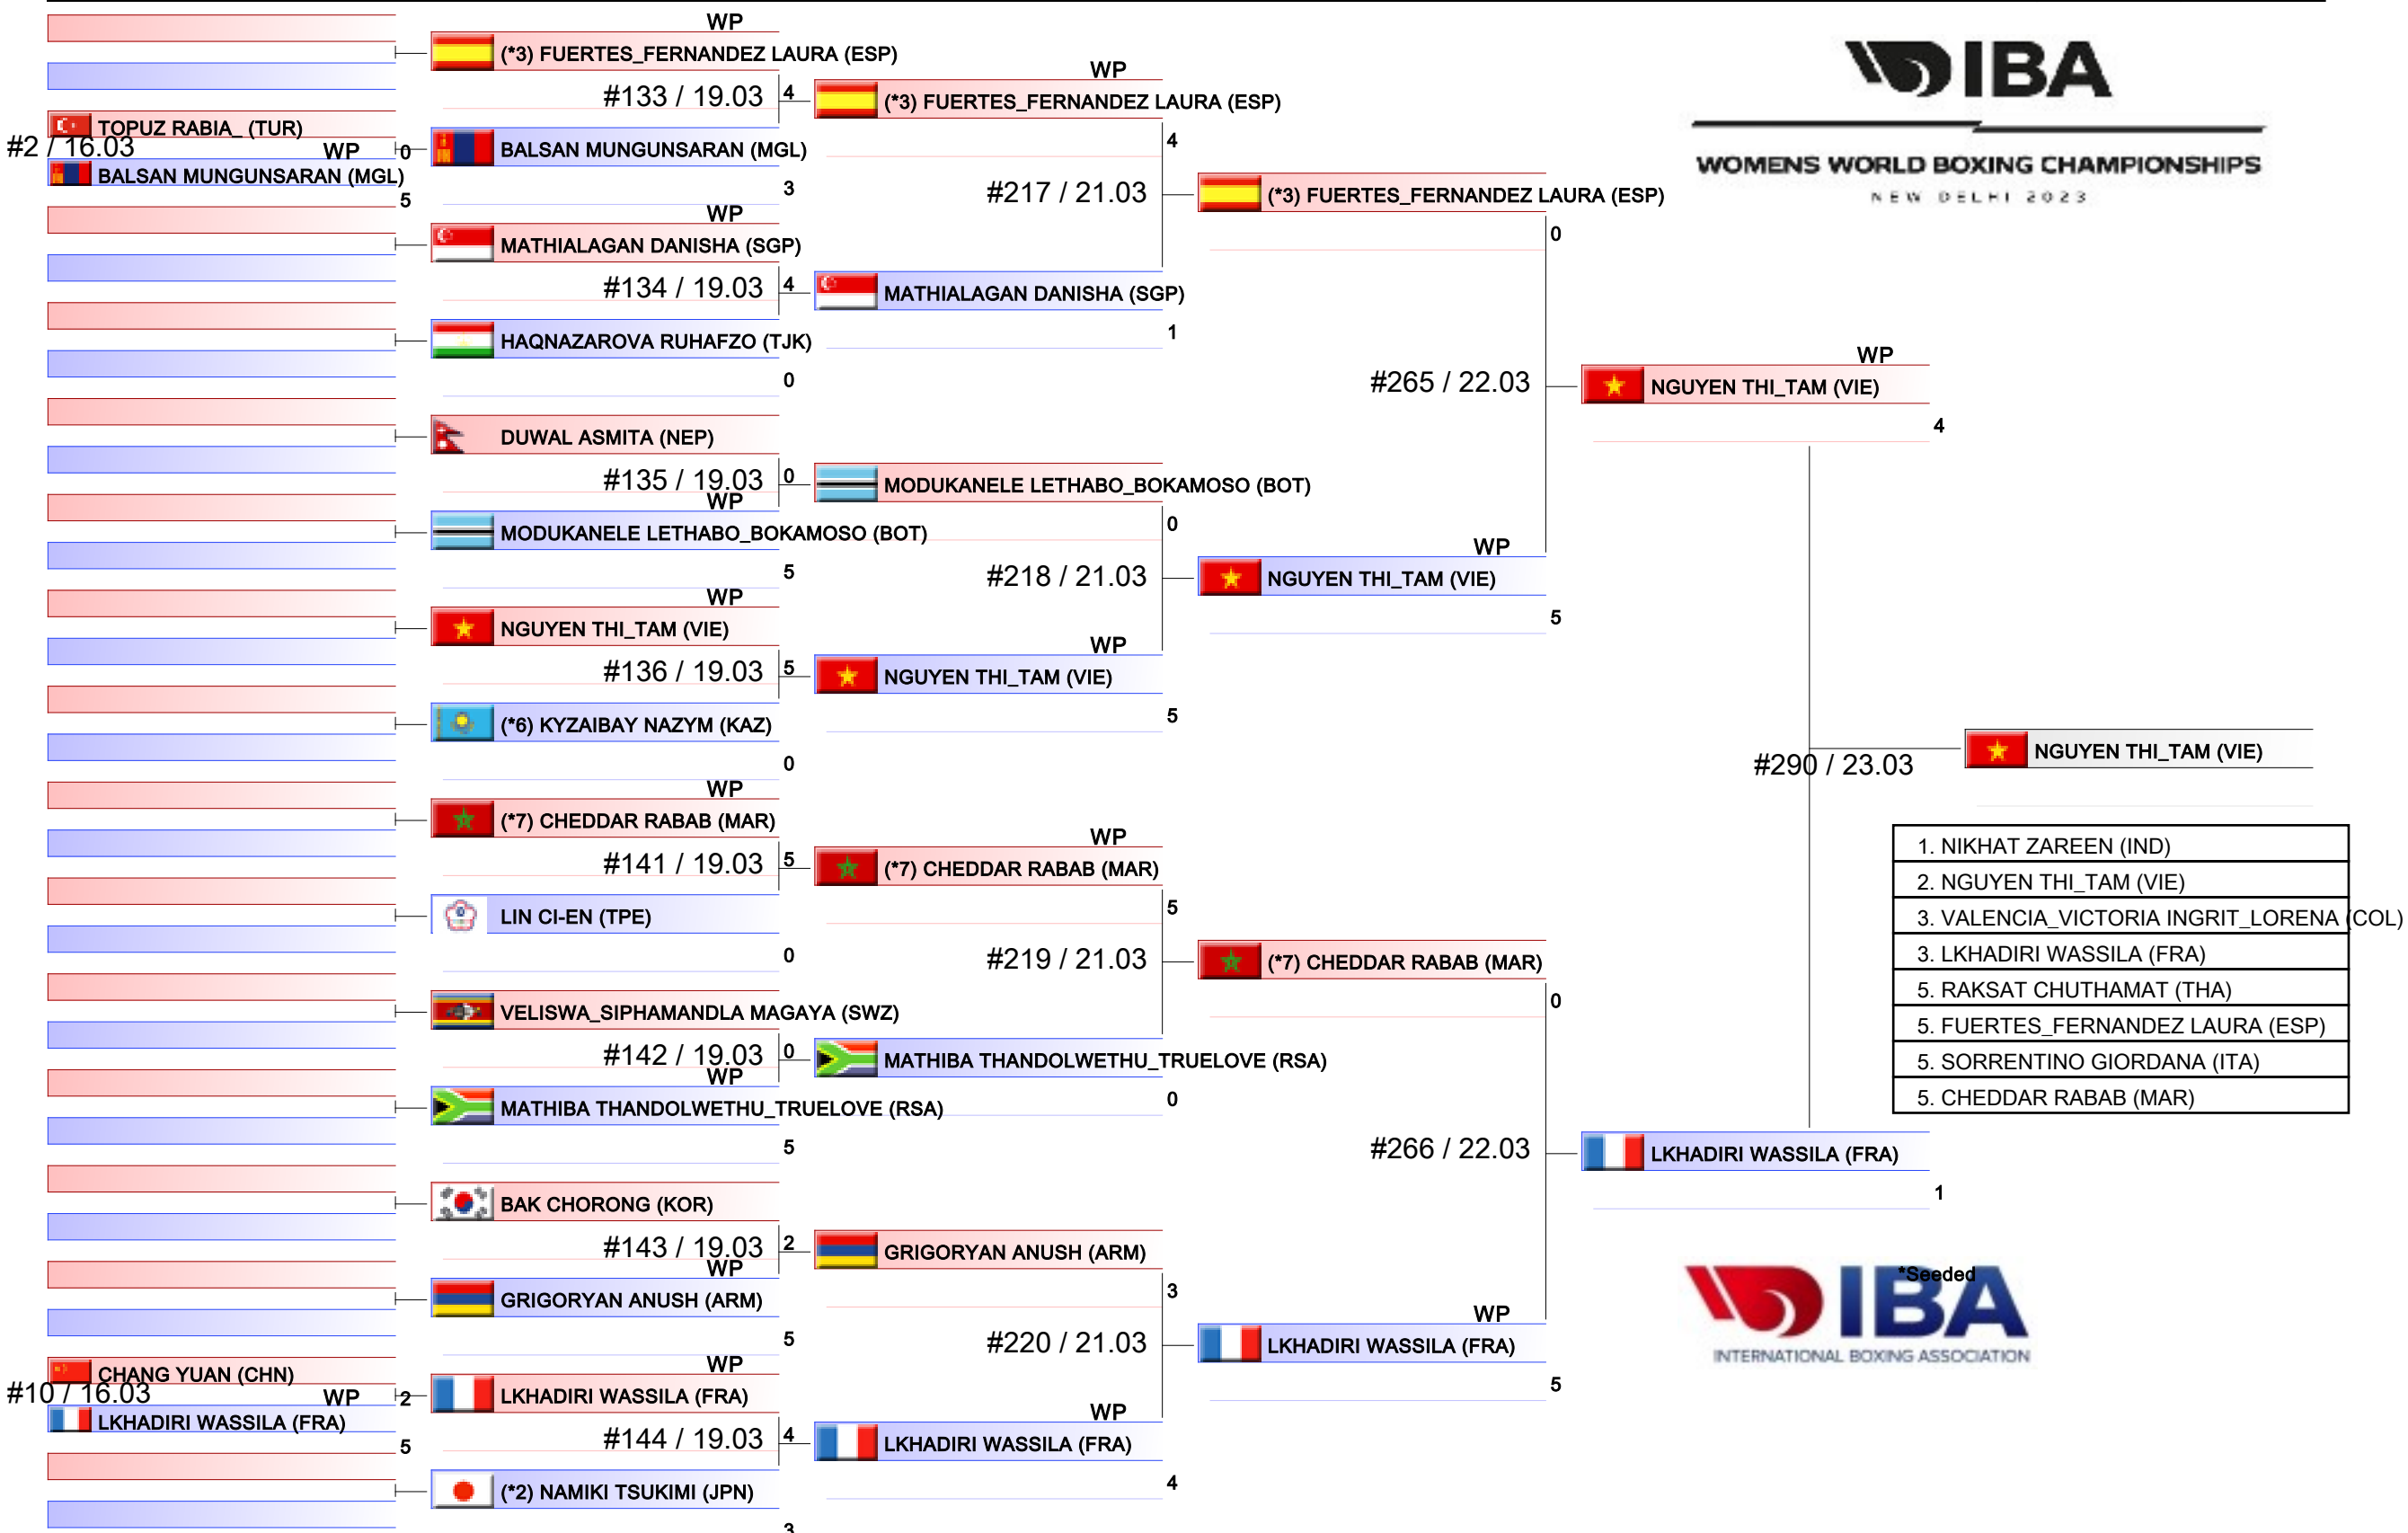 WP
(*3) FUERTES_FERNANDEZ LAURA (ESP)
#133 / 19.03
4
TOPUZ RABIA_ (TUR)
#2 / 16.03
WP
0
BALSAN MUNGUNSARAN (MGL)
5
BALSAN MUNGUNSARAN (MGL)
3
WP
MATHIALAGAN DANISHA (SGP)
#134 / 19.03
4
HAQNAZAROVA RUHAFZO (TJK)
0
DUWAL ASMITA (NEP)
#135 / 19.03
0
WP
MODUKANELE LETHABO_BOKAMOSO (BOT)
5
WP
NGUYEN THI_TAM (VIE)
#136 / 19.03
5
(*6) KYZAIBAY NAZYM (KAZ)
0
WP
(*7) CHEDDAR RABAB (MAR)
#141 / 19.03
5
LIN CI-EN (TPE)
0
VELISWA_SIPHAMANDLA MAGAYA (SWZ)
#142 / 19.03
0
WP
MATHIBA THANDOLWETHU_TRUELOVE (RSA)
5
BAK CHORONG (KOR)
#143 / 19.03
2
WP
GRIGORYAN ANUSH (ARM)
5
CHANG YUAN (CHN)
#10 / 16.03
WP
2
LKHADIRI WASSILA (FRA)
5
WP
LKHADIRI WASSILA (FRA)
#144 / 19.03
4
(*2) NAMIKI TSUKIMI (JPN)
3
WP
(*3) FUERTES_FERNANDEZ LAURA (ESP)
4
#217 / 21.03
MATHIALAGAN DANISHA (SGP)
1
MODUKANELE LETHABO_BOKAMOSO (BOT)
0
#218 / 21.03
WP
NGUYEN THI_TAM (VIE)
5
WP
(*7) CHEDDAR RABAB (MAR)
5
#219 / 21.03
MATHIBA THANDOLWETHU_TRUELOVE (RSA)
0
GRIGORYAN ANUSH (ARM)
3
#220 / 21.03
WP
LKHADIRI WASSILA (FRA)
4
(*3) FUERTES_FERNANDEZ LAURA (ESP)
0
#265 / 22.03
WP
NGUYEN THI_TAM (VIE)
5
(*7) CHEDDAR RABAB (MAR)
0
#266 / 22.03
WP
LKHADIRI WASSILA (FRA)
5
WP
NGUYEN THI_TAM (VIE)
4
#290 / 23.03
LKHADIRI WASSILA (FRA)
1
NGUYEN THI_TAM (VIE)
IBA
WOMENS WORLD BOXING CHAMPIONSHIPS
NEW DELHI 2023
1. NIKHAT ZAREEN (IND)
2. NGUYEN THI_TAM (VIE)
3. VALENCIA_VICTORIA INGRIT_LORENA (COL)
3. LKHADIRI WASSILA (FRA)
5. RAKSAT CHUTHAMAT (THA)
5. FUERTES_FERNANDEZ LAURA (ESP)
5. SORRENTINO GIORDANA (ITA)
5. CHEDDAR RABAB (MAR)
*Seeded
IBA
INTERNATIONAL BOXING ASSOCIATION